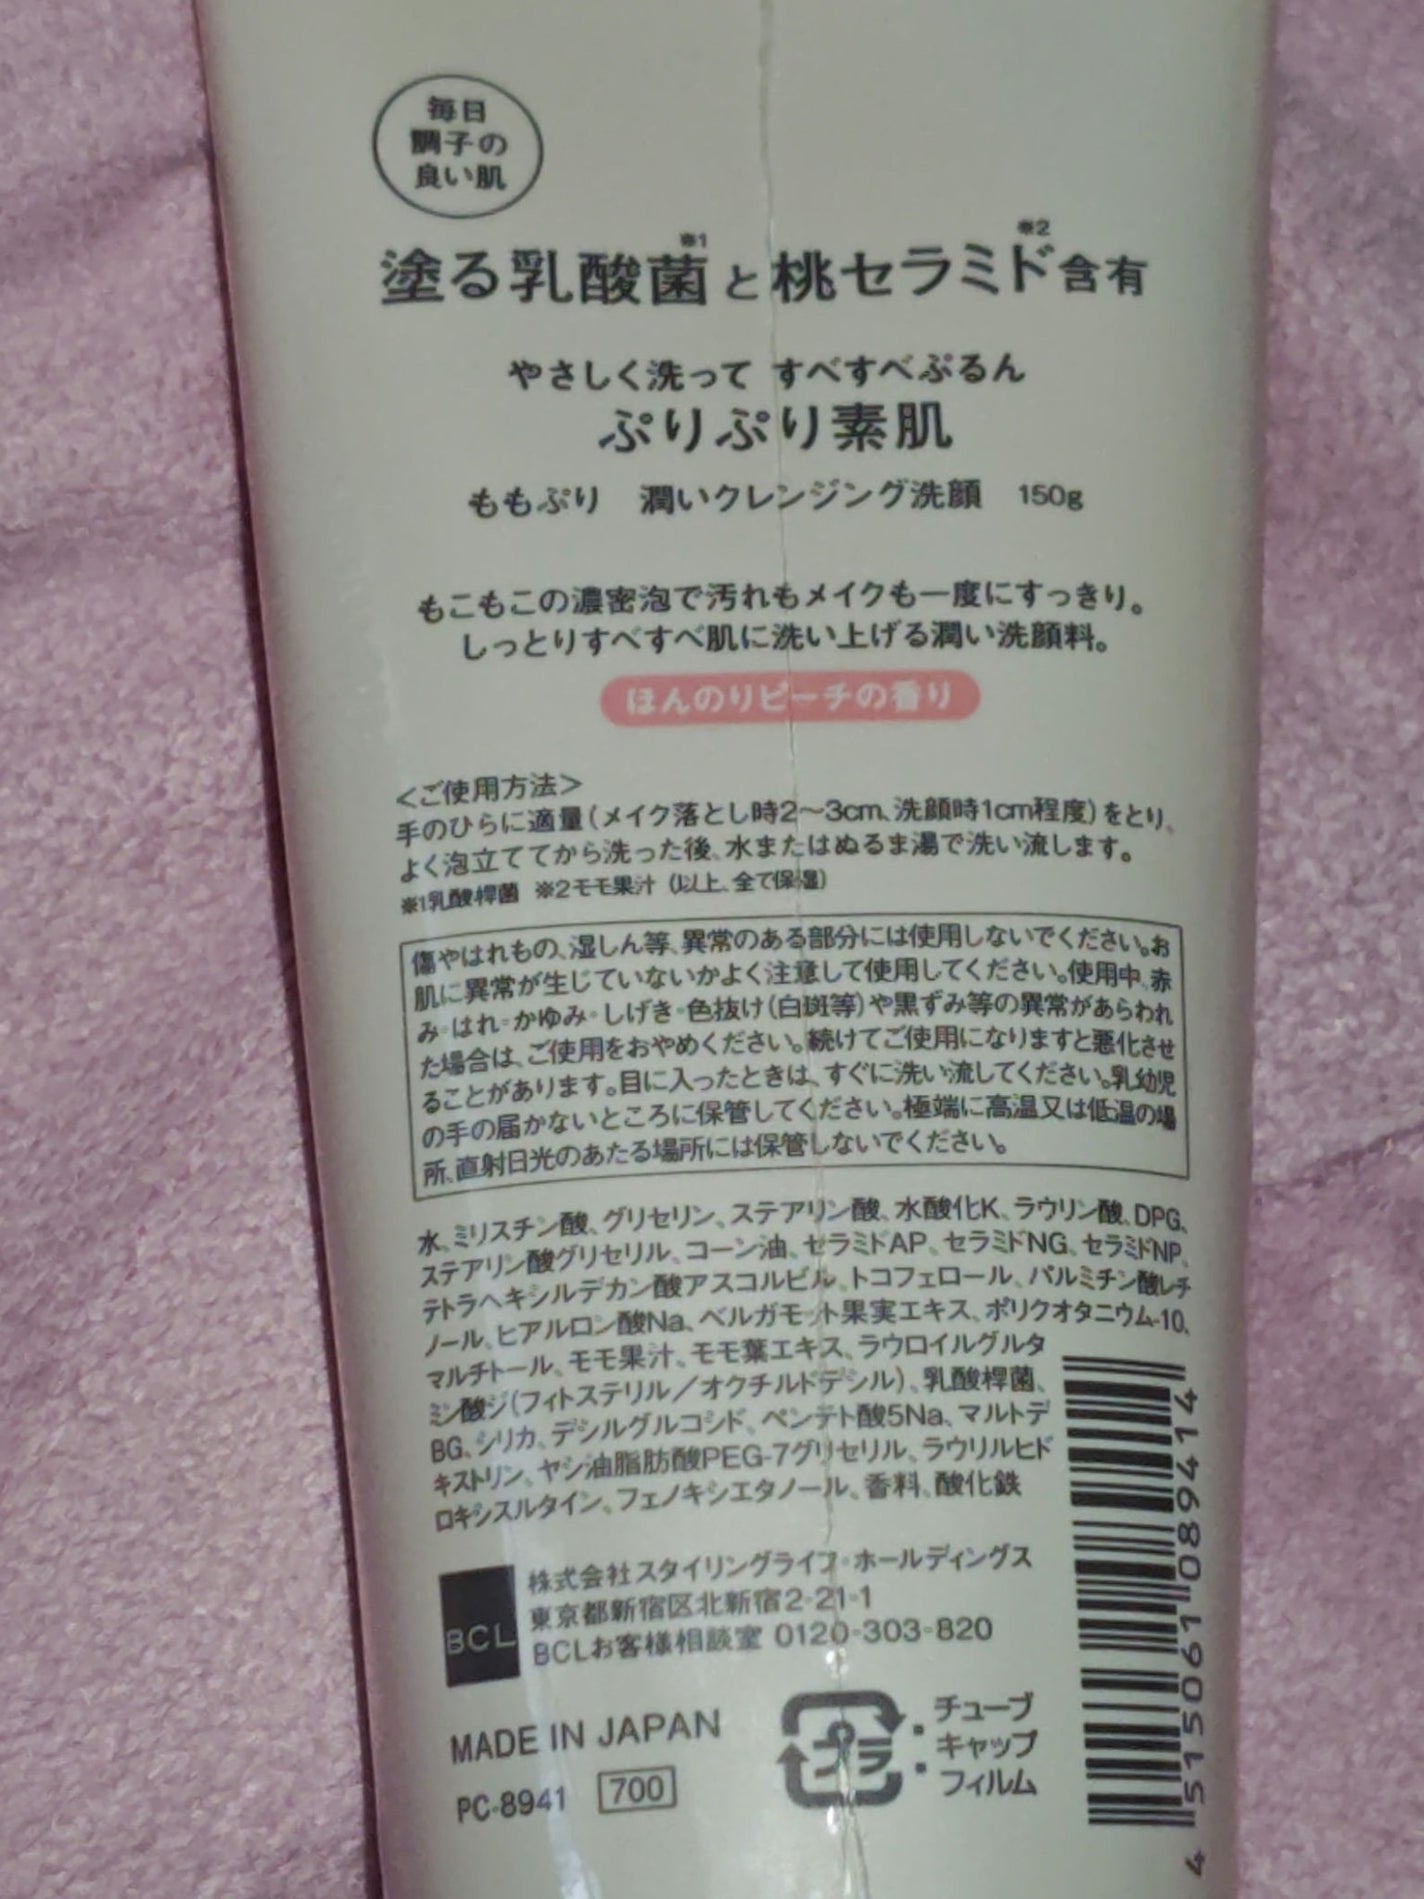 毎日
調子の
良い肌
塗る乳酸菌※1と桃セラミド※2含有
やさしく洗って すべすべぷるん
ぷりぷり素肌
ももぷり 潤いクレンジング洗顔 150g
もこもこの濃密泡で汚れもメイクも一度にすっきり。
しっとりすべすべ肌に洗い上げる潤い洗顔料。
ほんのりピーチの香り
＜ご使用方法＞
手のひらに適量(メイク落とし時2〜3cm、洗顔時1cm程度)をとり、
よく泡立ててから洗った後、水またはぬるま湯で洗い流します。
※1乳酸桿菌 ※2モモ果汁 (以上、全て保湿)
傷やはれもの、湿しん等、異常のある部分には使用しないでください。お
肌に異常が生じていないかよく注意して使用してください。使用中、赤
み・はれ・かゆみ・しげき・色抜け(白斑等)や黒ずみ等の異常があらわれ
た場合は、ご使用をおやめください。続けてご使用になりますと悪化させ
ることがあります。目に入ったときは、すぐに洗い流してください。乳幼児
の手の届かないところに保管してください。極端に高温又は低温の場
所、直射日光のあたる場所には保管しないでください。
水、ミリスチン酸、グリセリン、ステアリン酸、水酸化K、ラウリン酸、DPG、
ステアリン酸グリセリル、コーン油、セラミドAP、セラミドNG、セラミドNP、
テトラヘキシルデカン酸アスコルビル、トコフェロール、パルミチン酸レチ
ノール、ヒアルロン酸Na、ベルガモット果実エキス、ポリクオタニウム-10、
マルチトール、モモ果汁、モモ葉エキス、ラウロイルグルタ
ミン酸ジ(フィトステリル／オクチルドデシル)、乳酸桿菌、
BG、シリカ、デシルグルコシド、ペンテト酸5Na、マルトデ
キストリン、ヤシ油脂肪酸PEG-7グリセリル、ラウリルヒド
ロキシスルタイン、フェノキシエタノール、香料、酸化鉄
BCL
株式会社スタイリングライフ・ホールディングス
東京都新宿区北新宿2-21-1
BCLお客様相談室 0120-303-820
MADE IN JAPAN
PC-8941 700
プラ
チューブ
キャップ
フィルム
4 515061 089414